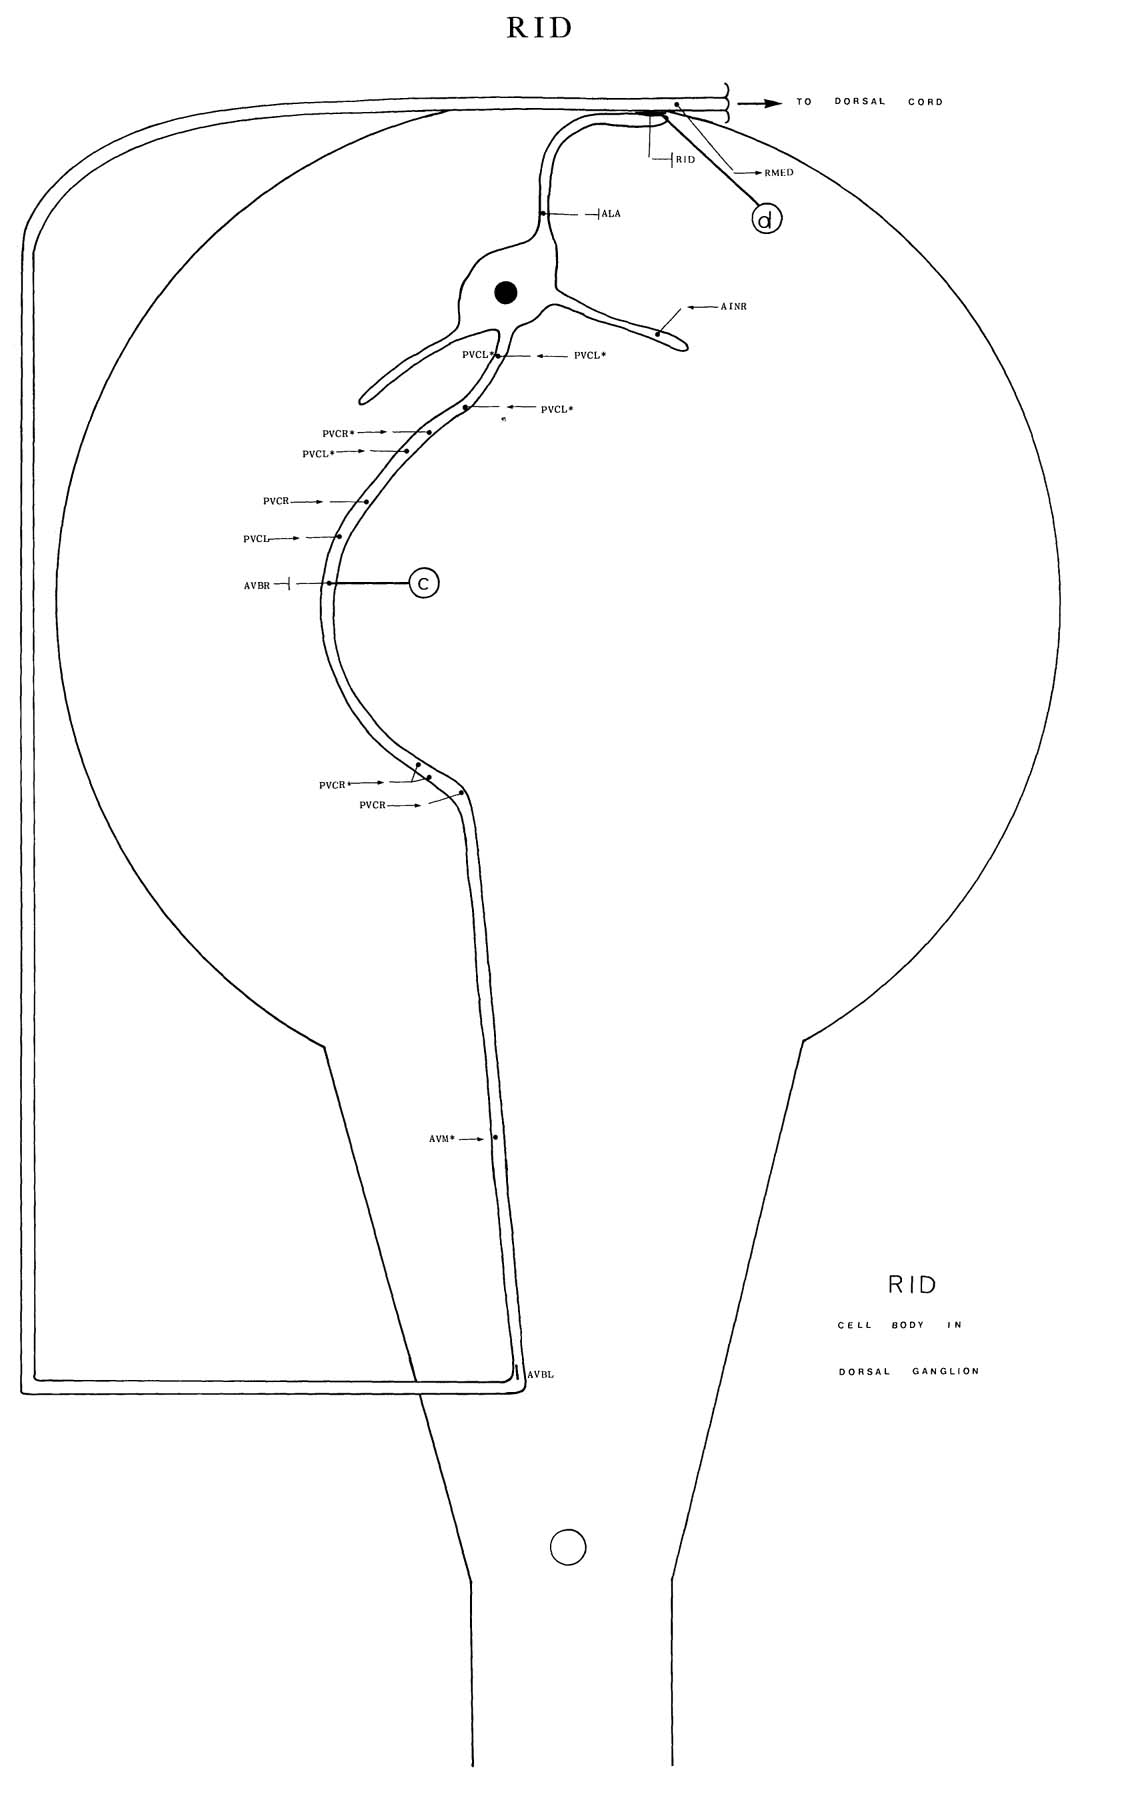 RID
TO DORSAL CORD
RID
RMED
d
ALA
AINR
PVCL* PVCL*
PVCL*
PVCR*
PVCL*
PVCR
PVCL
AVBR
c
PVCR*
PVCR
AVM*
RID
CELL BODY IN
DORSAL GANGLION
AVBL